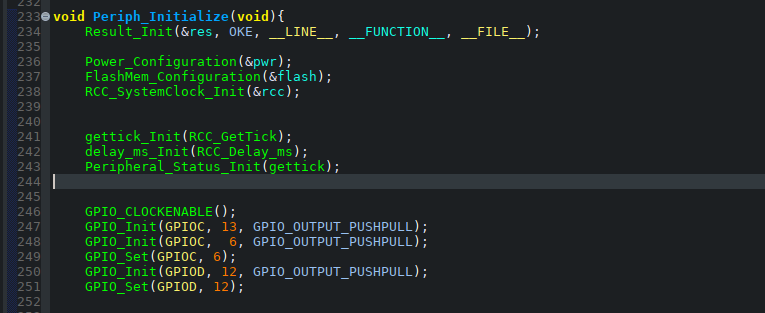 232
233 void Periph_Initialize(void){
234 Result_Init(&res, OKE, __LINE__, __FUNCTION__, __FILE__);
235
236 Power_Configuration(&pwr);
237 FlashMem_Configuration(&flash);
238 RCC_SystemClock_Init(&rcc);
239
240
241 gettick_Init(RCC_GetTick);
242 delay_ms_Init(RCC_Delay_ms);
243 Peripheral_Status_Init(gettick);
244
245
246 GPIO_CLOCKENABLE();
247 GPIO_Init(GPIOC, 13, GPIO_OUTPUT_PUSHPULL);
248 GPIO_Init(GPIOC,  6, GPIO_OUTPUT_PUSHPULL);
249 GPIO_Set(GPIOC, 6);
250 GPIO_Init(GPIOD, 12, GPIO_OUTPUT_PUSHPULL);
251 GPIO_Set(GPIOD, 12);
252